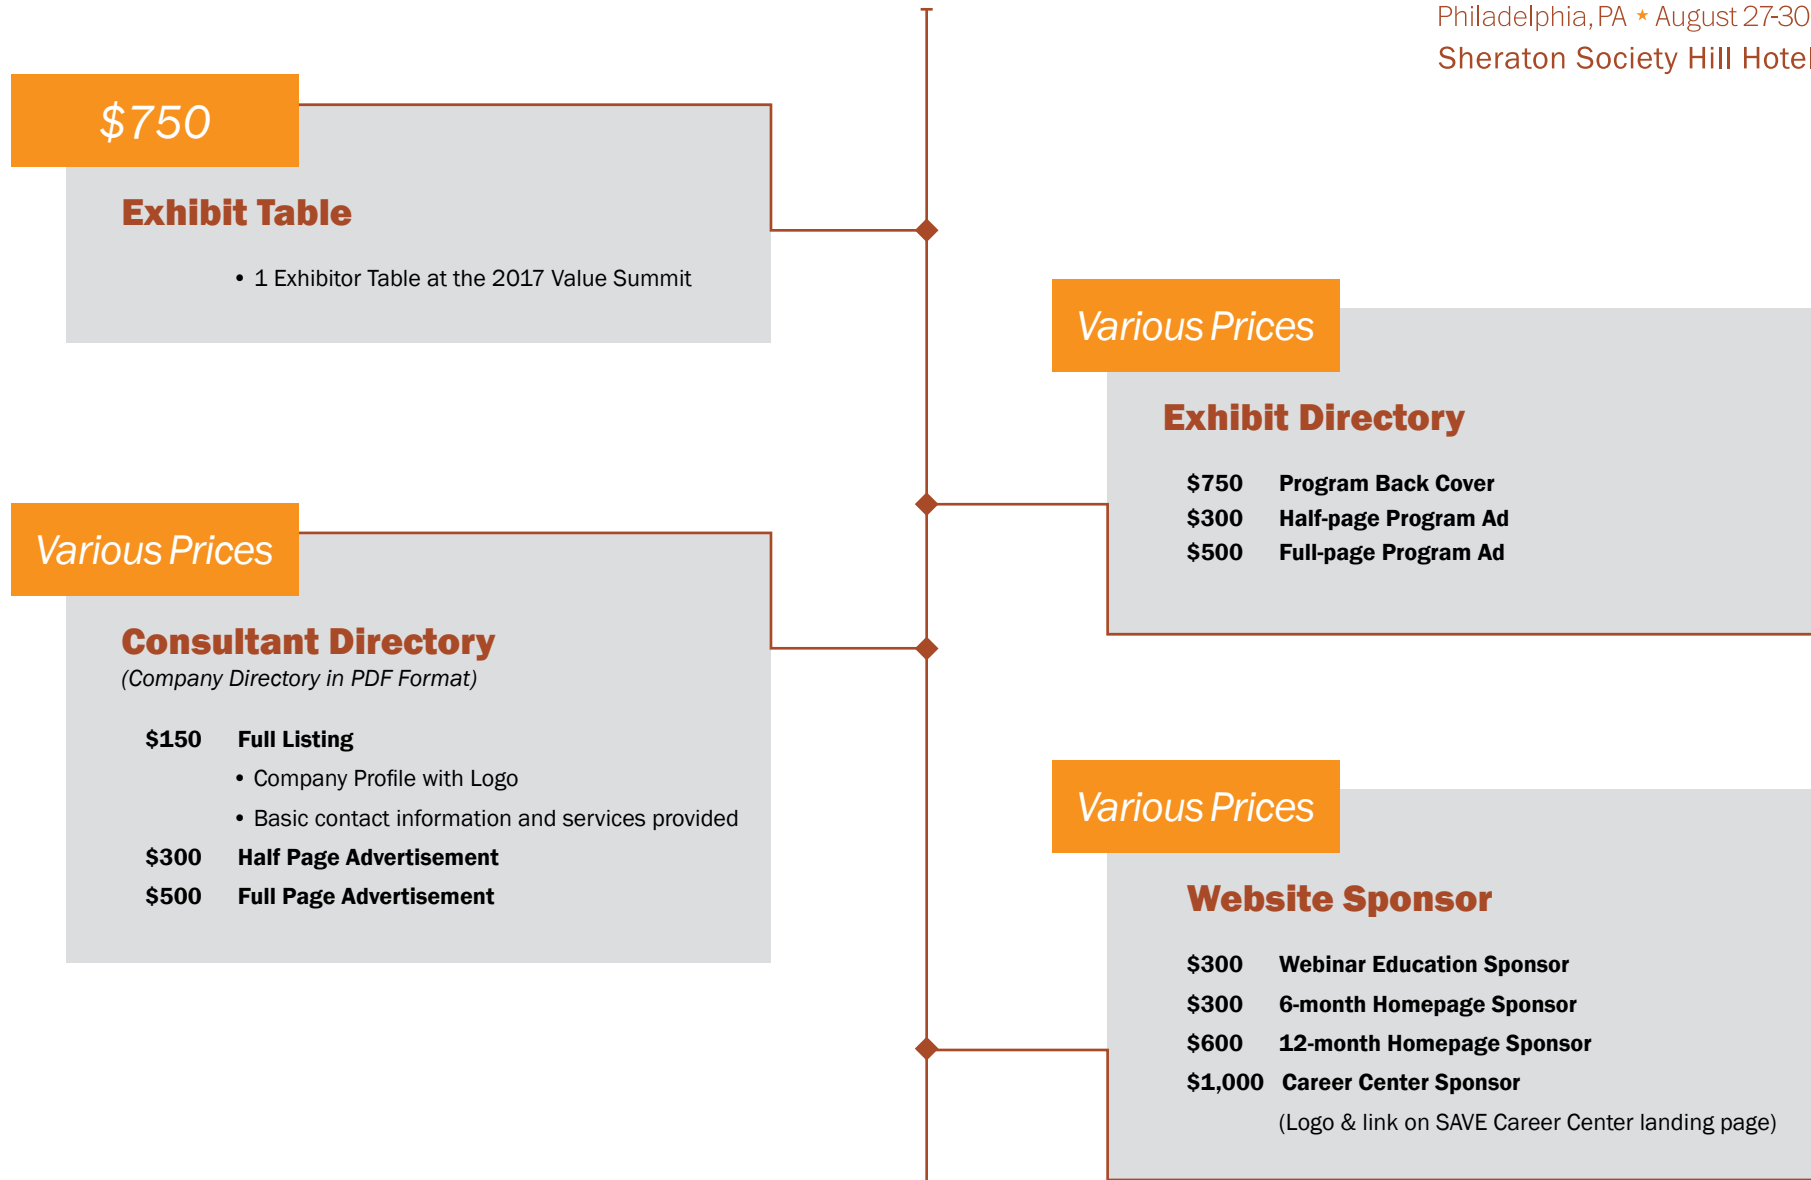 Philadelphia, PA ★ August 27-30
Sheraton Society Hill Hotel
$750
Exhibit Table
• 1 Exhibitor Table at the 2017 Value Summit
Various Prices
Exhibit Directory
$750 Program Back Cover
$300 Half-page Program Ad
$500 Full-page Program Ad
Various Prices
Consultant Directory
(Company Directory in PDF Format)
$150 Full Listing
• Company Profile with Logo
• Basic contact information and services provided
$300 Half Page Advertisement
$500 Full Page Advertisement
Various Prices
Website Sponsor
$300 Webinar Education Sponsor
$300 6-month Homepage Sponsor
$600 12-month Homepage Sponsor
$1,000 Career Center Sponsor
(Logo & link on SAVE Career Center landing page)